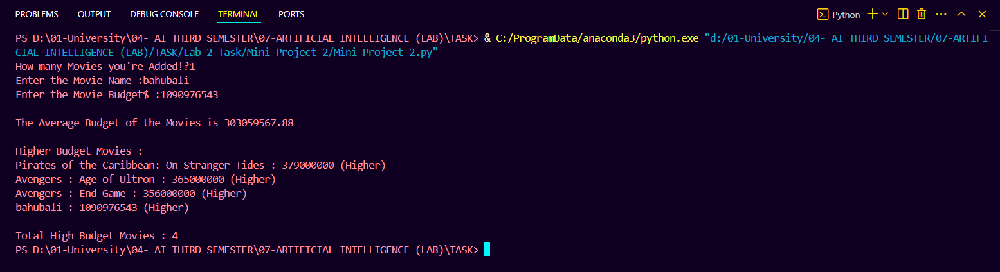 PROBLEMS OUTPUT DEBUG CONSOLE TERMINAL PORTS Python
PS D:\01-University\04- AI THIRD SEMESTER\07-ARTIFICIAL INTELLIGENCE (LAB)\TASK> & C:/ProgramData/anaconda3/python.exe "d:/01-University/04- AI THIRD SEMESTER/07-ARTIFI
CIAL INTELLIGENCE (LAB)/TASK/Lab-2 Task/Mini Project 2/Mini Project 2.py"
How many Movies you're Added!?1
Enter the Movie Name :bahubali
Enter the Movie Budget$ :1090976543
The Average Budget of the Movies is 303059567.88
Higher Budget Movies :
Pirates of the Caribbean: On Stranger Tides : 379000000 (Higher)
Avengers : Age of Ultron : 365000000 (Higher)
Avengers : End Game : 356000000 (Higher)
bahubali : 1090976543 (Higher)
Total High Budget Movies : 4
PS D:\01-University\04- AI THIRD SEMESTER\07-ARTIFICIAL INTELLIGENCE (LAB)\TASK>